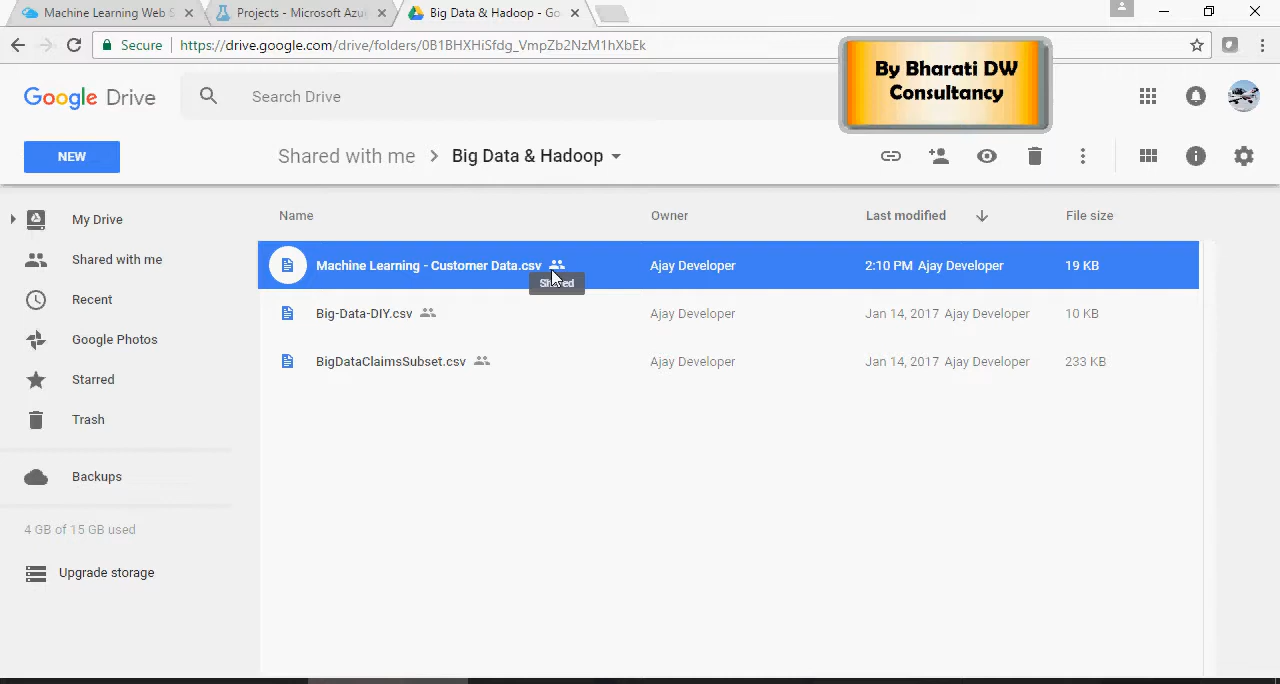 Machine Learning Web S
Projects - Microsoft Azu
Big Data & Hadoop - Go
Secure
https://drive.google.com/drive/folders/0B1BHXHiSfdg_VmpZb2NzM1hXbEk
By Bharati DW
Consultancy
Google Drive
Search Drive
NEW
Shared with me > Big Data & Hadoop
My Drive
Shared with me
Recent
Google Photos
Starred
Trash
Backups
4 GB of 15 GB used
Upgrade storage
Name Owner Last modified File size
Machine Learning - Customer Data.csv Ajay Developer 2:10 PM Ajay Developer 19 KB
Shared
Big-Data-DIY.csv Ajay Developer Jan 14, 2017 Ajay Developer 10 KB
BigDataClaimsSubset.csv Ajay Developer Jan 14, 2017 Ajay Developer 233 KB